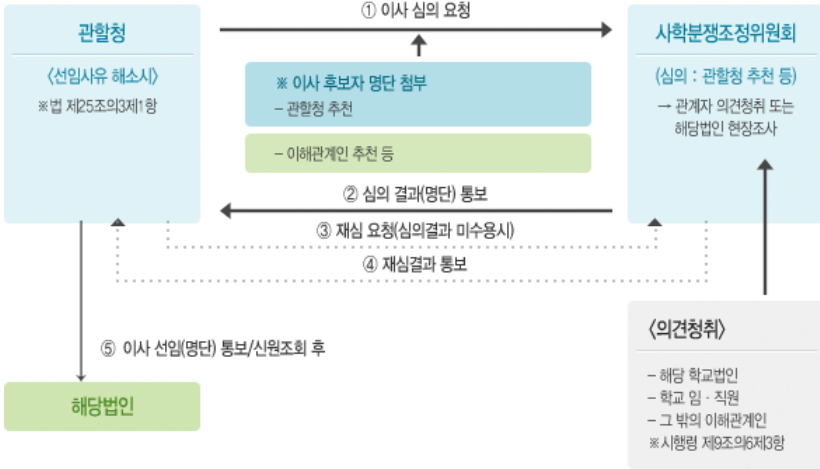 ① 이사 심의 요청
관할청
〈선임사유 해소시〉
※법 제25조의3제1항
※ 이사 후보자 명단 첨부
– 관할청 추천
– 이해관계인 추천 등
사학분쟁조정위원회
(심의 : 관할청 추천 등)
→ 관계자 의견청취 또는
해당법인 현장조사
② 심의 결과(명단) 통보
③ 재심 요청(심의결과 미수용시)
④ 재심결과 통보
⑤ 이사 선임(명단) 통보/신원조회 후
해당법인
〈의견청취〉
– 해당 학교법인
– 학교 임 · 직원
– 그 밖의 이해관계인
※시행령 제9조의6제3항